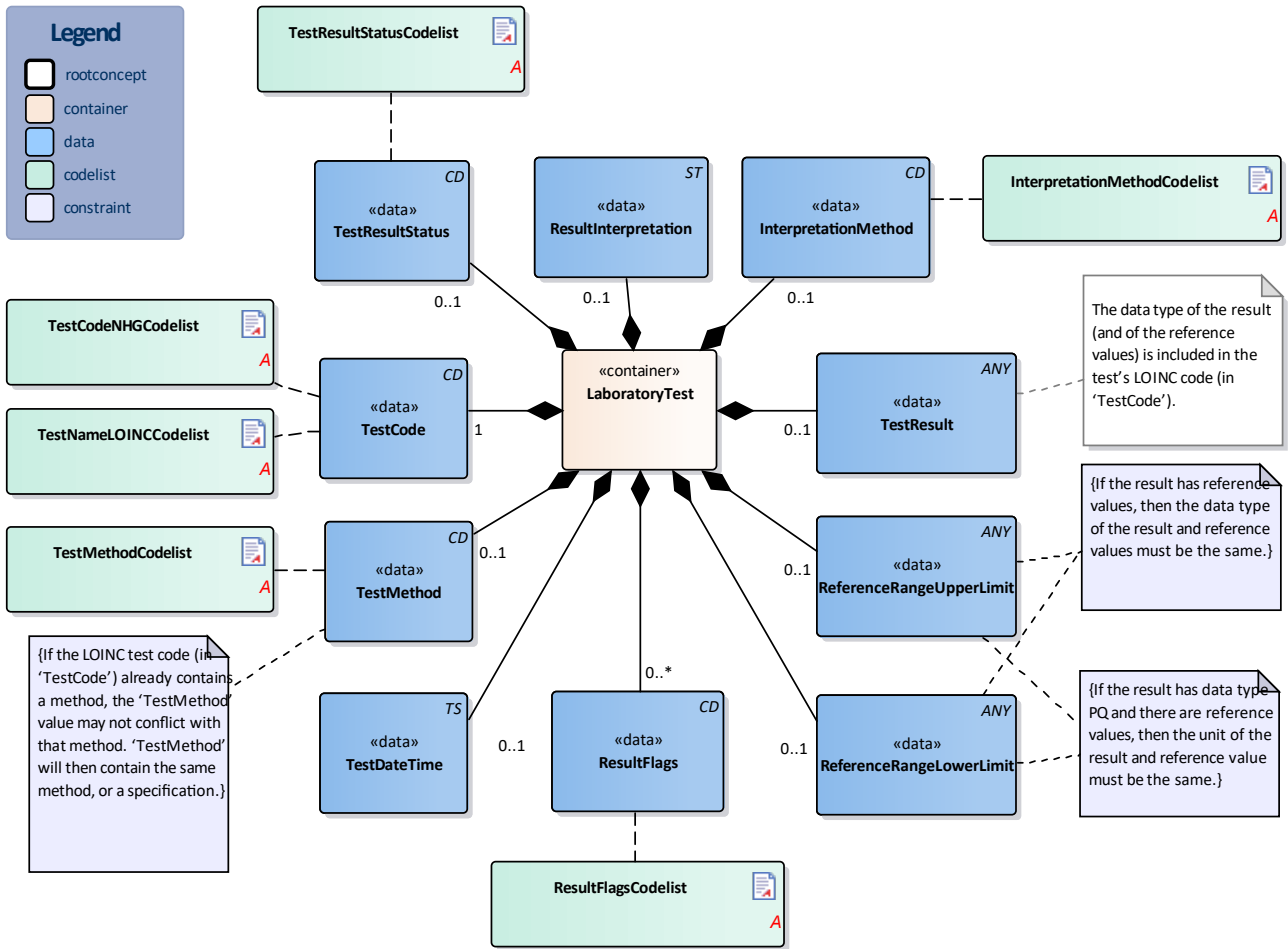 Legend
rootconcept
container
data
codelist
constraint
TestResultStatusCodelist
A
CD
«data»
TestResultStatus
0..1
ST
«data»
ResultInterpretation
0..1
CD
«data»
InterpretationMethod
0..1
InterpretationMethodCodelist
A
TestCodeNHGCodelist
A
TestNameLOINCCodelist
A
CD
«data»
TestCode
1
«container»
LaboratoryTest
ANY
«data»
TestResult
0..1
The data type of the result
(and of the reference
values) is included in the
test’s LOINC code (in
‘TestCode’).
TestMethodCodelist
A
CD
«data»
TestMethod
0..1
ANY
«data»
ReferenceRangeUpperLimit
0..1
{If the result has reference
values, then the data type
of the result and reference
values must be the same.}
{If the LOINC test code (in
‘TestCode’) already contains
a method, the ‘TestMethod’
value may not conflict with
that method. ‘TestMethod’
will then contain the same
method, or a specification.}
TS
«data»
TestDateTime
0..1
0..*
CD
«data»
ResultFlags
ANY
«data»
ReferenceRangeLowerLimit
0..1
{If the result has data type
PQ and there are reference
values, then the unit of the
result and reference value
must be the same.}
ResultFlagsCodelist
A